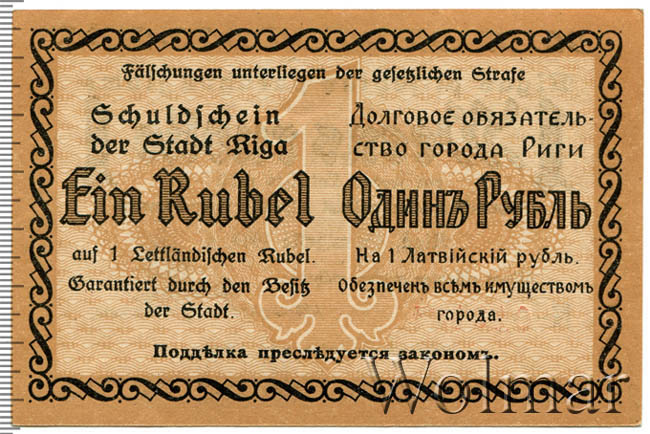 Fälschungen unterliegen der gesetzlichen Strafe
Schuldschein
der Stadt Riga
Ein Rubel
auf 1 Lettländischen Rubel.
Garantiert durch den Besitz
der Stadt.
Долговое обязатель-
ство города Риги
Одинъ Рубль
На 1 Латвійскій рубль.
Обезпеченъ всѣмъ имуществомъ
города.
1
Поддѣлка преслѣдуется закономъ.
Wolmar